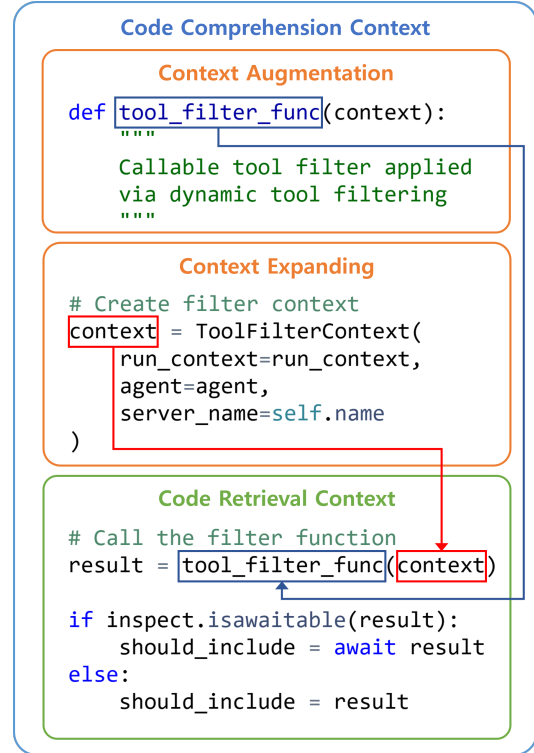 Code Comprehension Context
Context Augmentation
def tool_filter_func(context):
    """
    Callable tool filter applied
    via dynamic tool filtering
    """
Context Expanding
# Create filter context
context = ToolFilterContext(
    run_context=run_context,
    agent=agent,
    server_name=self.name
)
Code Retrieval Context
# Call the filter function
result = tool_filter_func(context)
if inspect.isawaitable(result):
    should_include = await result
else:
    should_include = result